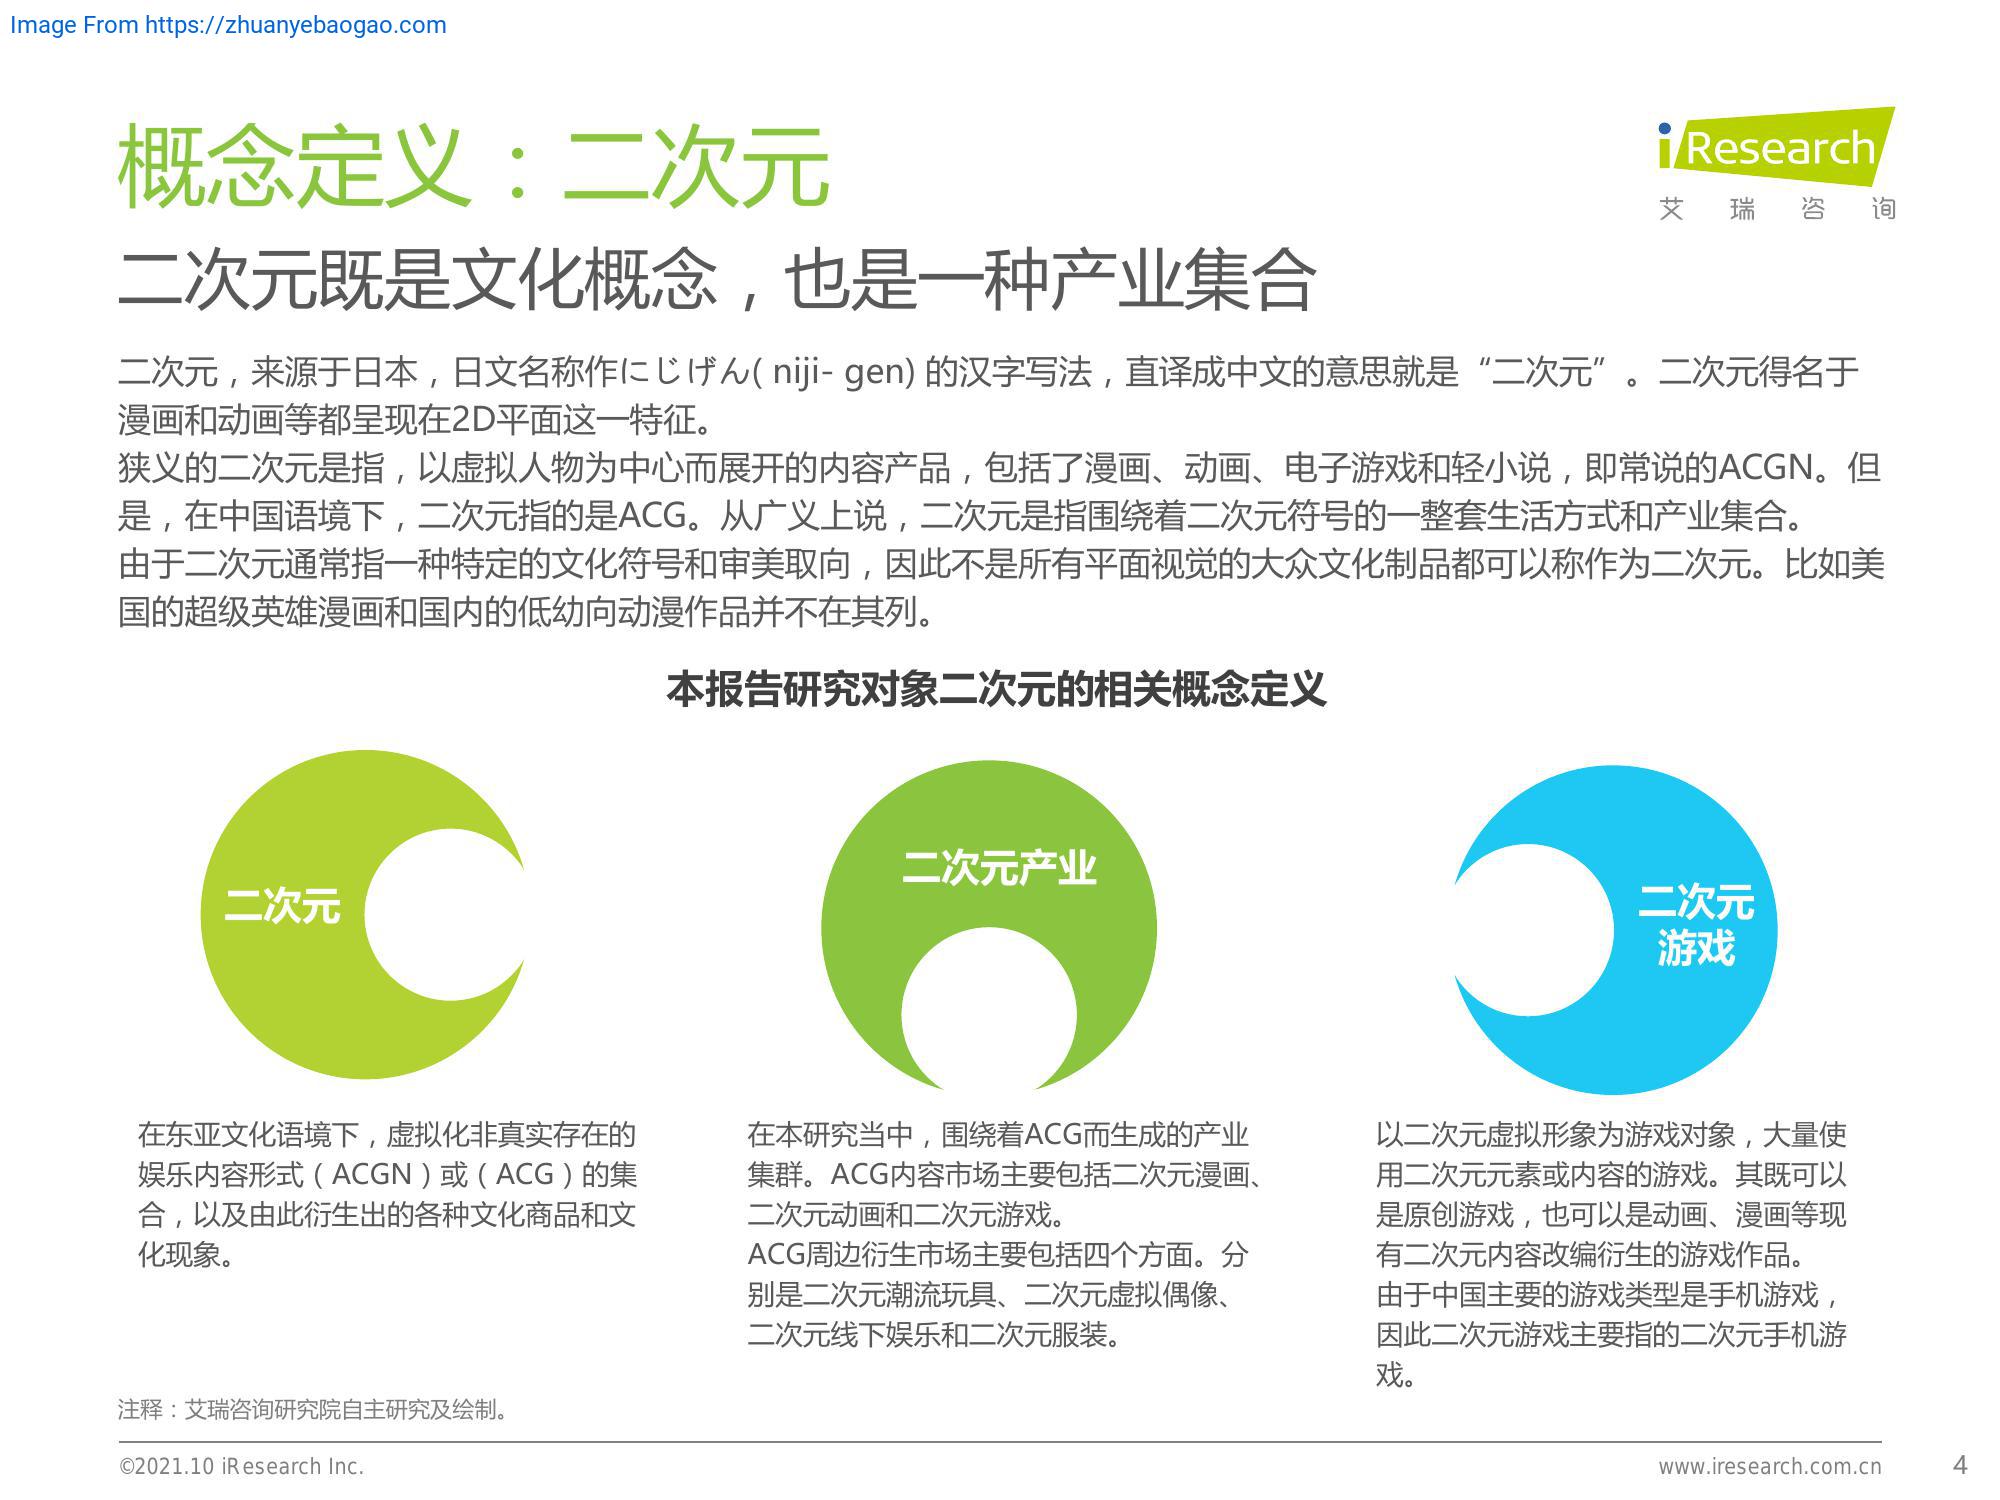 Image From https://zhuanyebaogao.com
概念定义：二次元
iResearch
艾瑞咨询
二次元既是文化概念，也是一种产业集合
二次元，来源于日本，日文名称作にじげん( niji- gen) 的汉字写法，直译成中文的意思就是“二次元”。二次元得名于
漫画和动画等都呈现在2D平面这一特征。
狭义的二次元是指，以虚拟人物为中心而展开的内容产品，包括了漫画、动画、电子游戏和轻小说，即常说的ACGN。但
是，在中国语境下，二次元指的是ACG。从广义上说，二次元是指围绕着二次元符号的一整套生活方式和产业集合。
由于二次元通常指一种特定的文化符号和审美取向，因此不是所有平面视觉的大众文化制品都可以称作为二次元。比如美
国的超级英雄漫画和国内的低幼向动漫作品并不在其列。
本报告研究对象二次元的相关概念定义
二次元
在东亚文化语境下，虚拟化非真实存在的
娱乐内容形式（ACGN）或（ACG）的集
合，以及由此衍生出的各种文化商品和文
化现象。
二次元产业
在本研究当中，围绕着ACG而生成的产业
集群。ACG内容市场主要包括二次元漫画、
二次元动画和二次元游戏。
ACG周边衍生市场主要包括四个方面。分
别是二次元潮流玩具、二次元虚拟偶像、
二次元线下娱乐和二次元服装。
二次元
游戏
以二次元虚拟形象为游戏对象，大量使
用二次元元素或内容的游戏。其既可以
是原创游戏，也可以是动画、漫画等现
有二次元内容改编衍生的游戏作品。
由于中国主要的游戏类型是手机游戏，
因此二次元游戏主要指的二次元手机游
戏。
注释：艾瑞咨询研究院自主研究及绘制。
©2021.10 iResearch Inc.
www.iresearch.com.cn
4